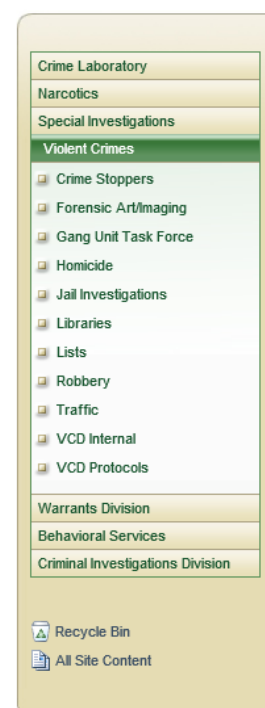 Crime Laboratory
Narcotics
Special Investigations
Violent Crimes
Crime Stoppers
Forensic Art/Imaging
Gang Unit Task Force
Homicide
Jail Investigations
Libraries
Lists
Robbery
Traffic
VCD Internal
VCD Protocols
Warrants Division
Behavioral Services
Criminal Investigations Division
Recycle Bin
All Site Content